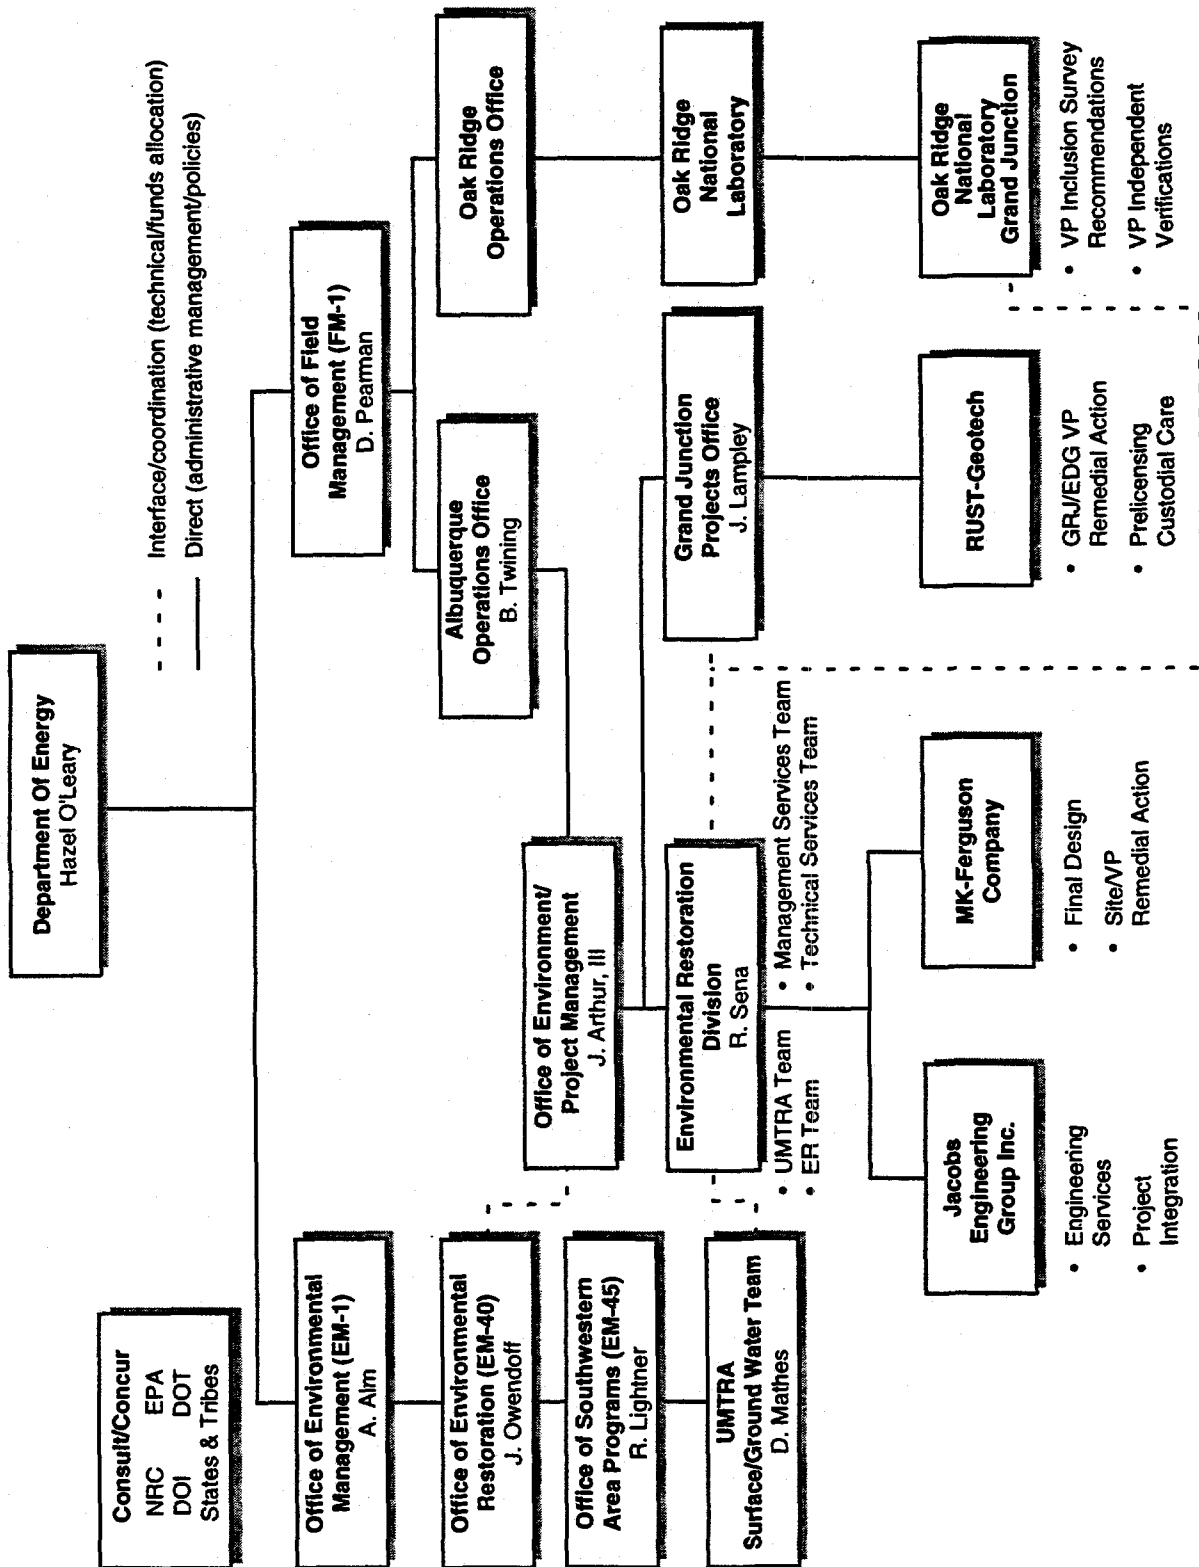 Department Of Energy
Hazel O'Leary
Interface/coordination (technical/funds allocation)
Direct (administrative management/policies)
Consult/Concur
NRC EPA
DOI DOT
States & Tribes
Office of Environmental
Management (EM-1)
A. Alm
Office of Field
Management (FM-1)
D. Pearman
Office of Environmental
Restoration (EM-40)
J. Owendoff
Albuquerque
Operations Office
B. Twining
Oak Ridge
Operations Office
Office of Southwestern
Area Programs (EM-45)
R. Lightner
Office of Environment/
Project Management
J. Arthur, III
UMTRA
Surface/Ground Water Team
D. Mathes
Environmental Restoration
Division
R. Sena
Grand Junction
Projects Office
J. Lampley
Oak Ridge
National
Laboratory
• UMTRA Team
• ER Team
• Management Services Team
• Technical Services Team
Jacobs
Engineering
Group Inc.
• Engineering
Services
• Project
Integration
MK-Ferguson
Company
• Final Design
• Site/VP
Remedial Action
RUST-Geotech
• GRJ/EDG VP
Remedial Action
• Prelicensing
Custodial Care
Oak Ridge
National
Laboratory
Grand Junction
• VP Inclusion Survey
Recommendations
• VP Independent
Verifications